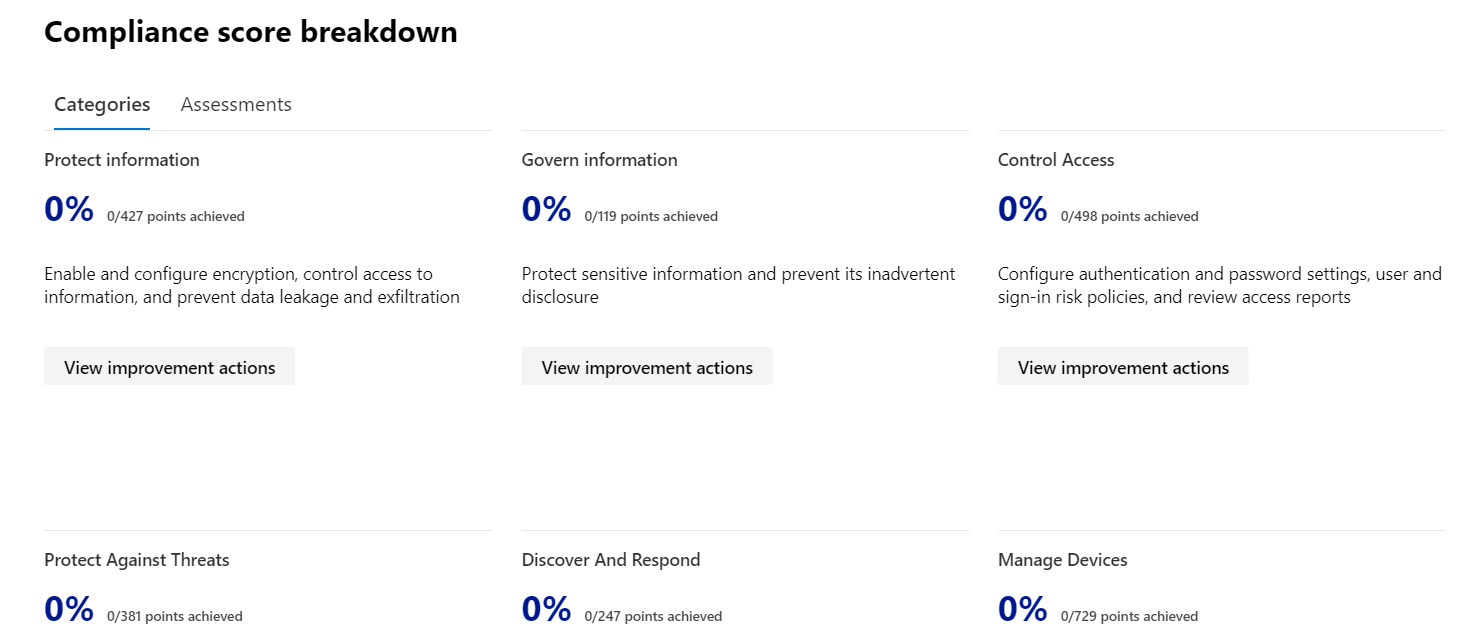 Compliance score breakdown
Categories
Assessments
Protect information
0% 0/427 points achieved
Enable and configure encryption, control access to
information, and prevent data leakage and exfiltration
View improvement actions
Govern information
0% 0/119 points achieved
Protect sensitive information and prevent its inadvertent
disclosure
View improvement actions
Control Access
0% 0/498 points achieved
Configure authentication and password settings, user and
sign-in risk policies, and review access reports
View improvement actions
Protect Against Threats
0% 0/381 points achieved
Discover And Respond
0% 0/247 points achieved
Manage Devices
0% 0/729 points achieved